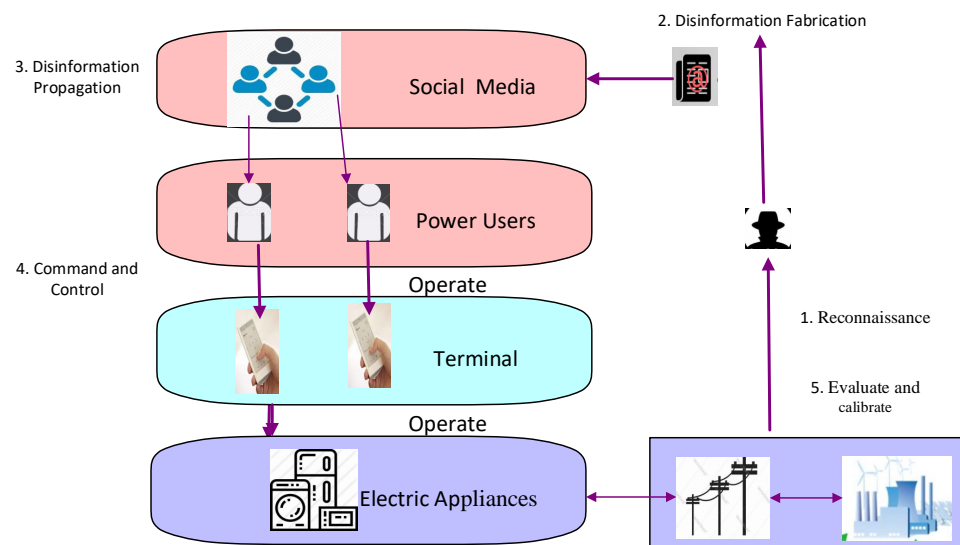 2. Disinformation Fabrication
3. Disinformation
Propagation
Social Media
Power Users
4. Command and
Control
Operate
1. Reconnaissance
Terminal
5. Evaluate and
calibrate
Operate
Electric Appliances